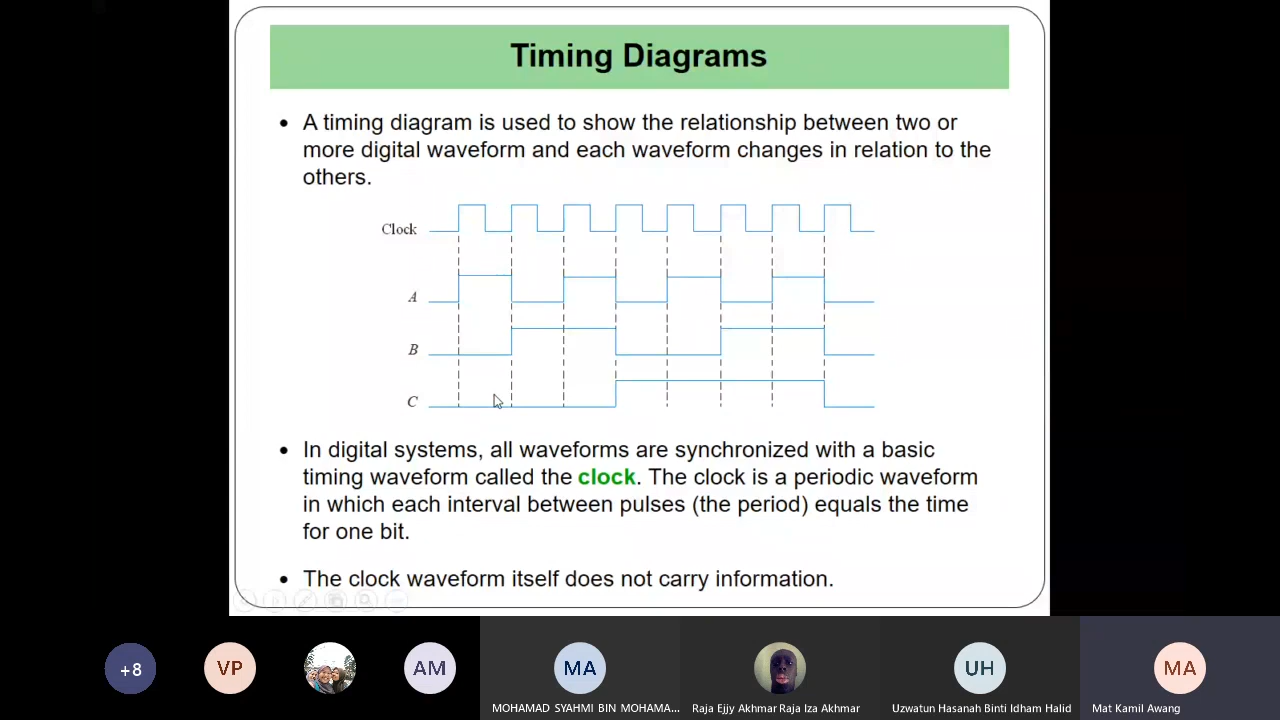 Timing Diagrams
• A timing diagram is used to show the relationship between two or
more digital waveform and each waveform changes in relation to the
others.
Clock
A
B
C
• In digital systems, all waveforms are synchronized with a basic
timing waveform called the clock. The clock is a periodic waveform
in which each interval between pulses (the period) equals the time
for one bit.
• The clock waveform itself does not carry information.
+8
VP
AM
MA
UH
MA
MOHAMAD SYAHMI BIN MOHAMA...
Raja Ejjy Akhmar Raja Iza Akhmar
Uzwatun Hasanah Binti Idham Halid
Mat Kamil Awang